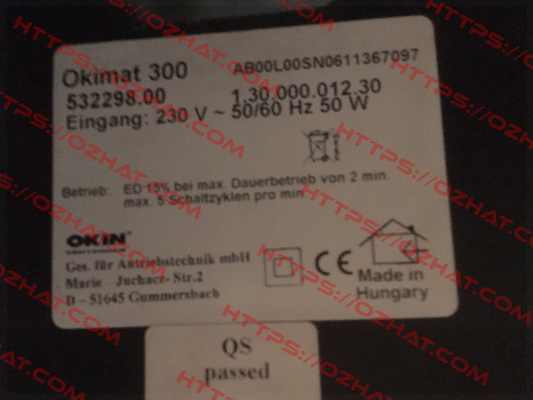 Okimat 300 AB00L00SN0611367097
532298.00 1.30.000.012.30
Eingang: 230 V ~ 50/60 Hz 50 W
Betrieb: ED 15% bei max. Dauerbetrieb von 2 min.
max. 5 Schaltzyklen pro min
OKIN
Ges. für Antriebstechnik mbH
Marie - Juchacz- Str.2
D - 51645 Gummersbach
CE
Made in
Hungary
QS
passed
HTTPS://OZHAT.COM